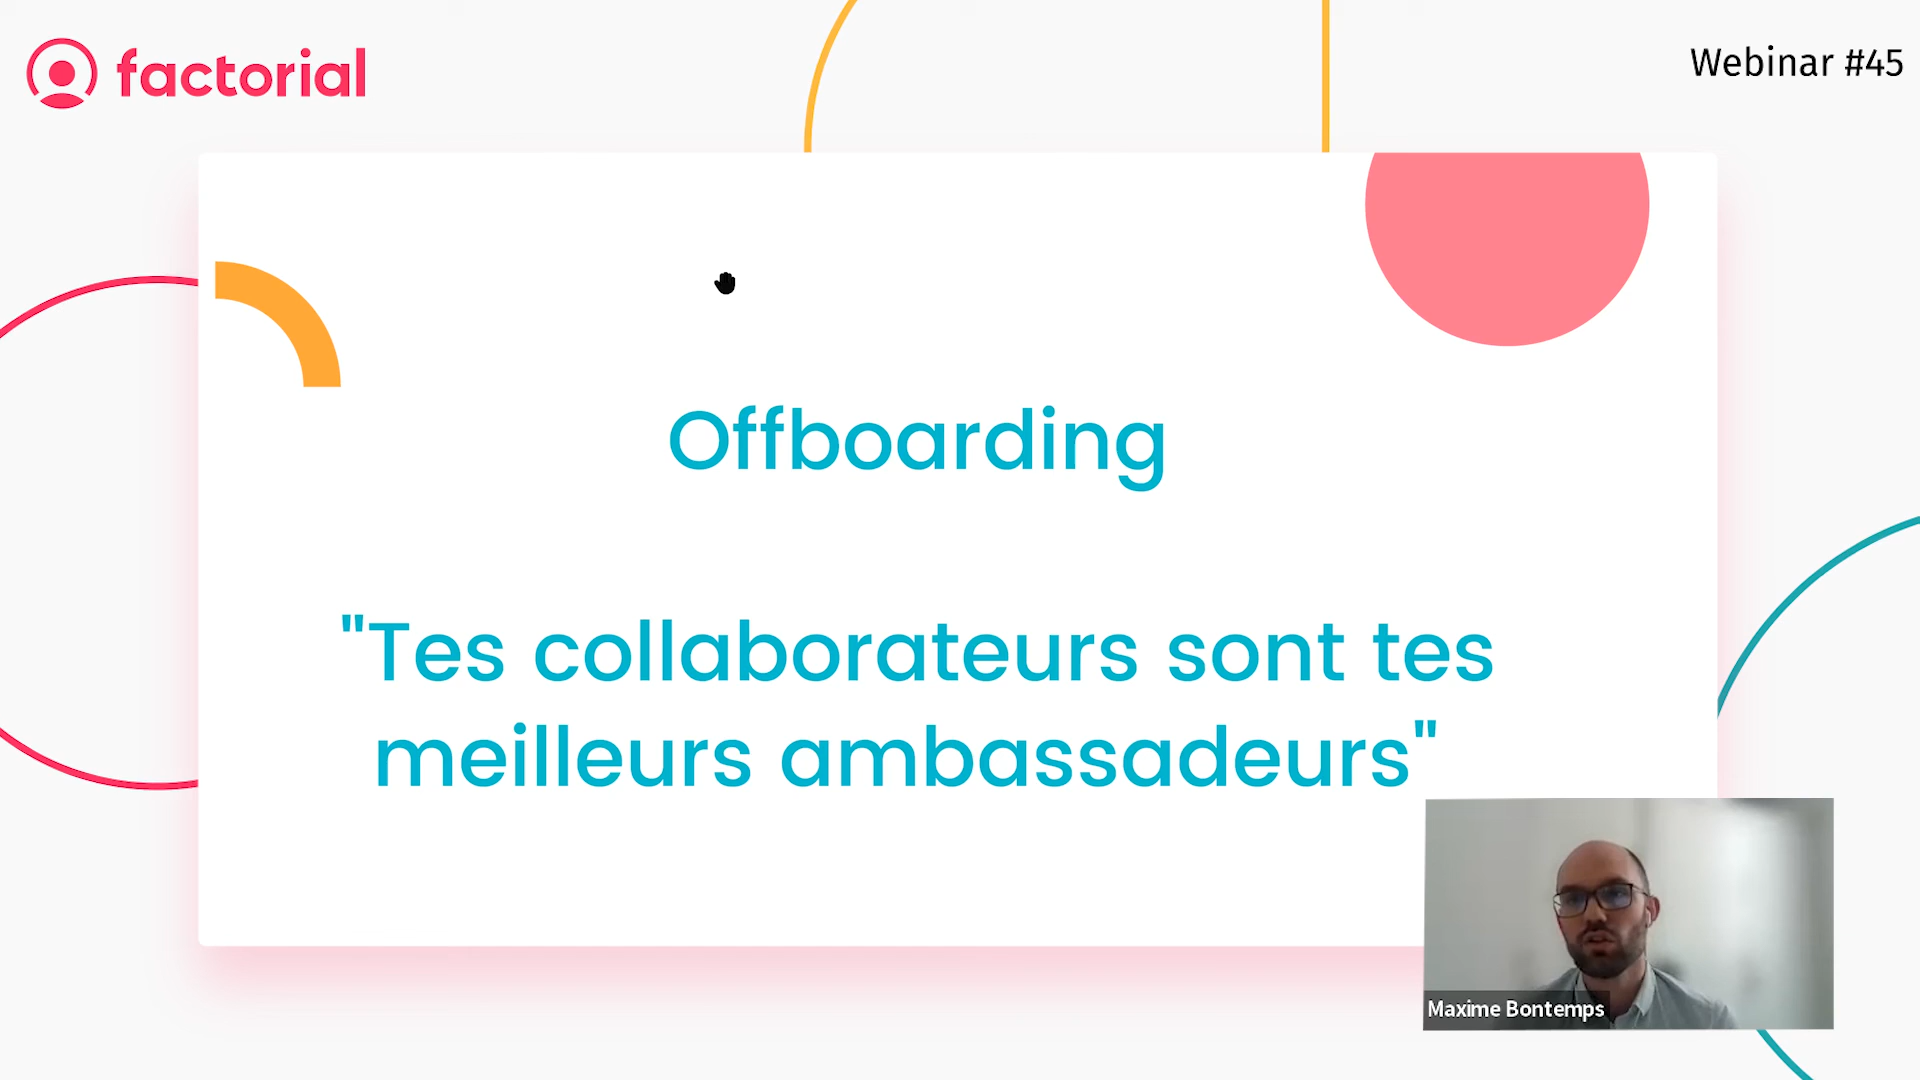 factorial
Webinar #45
Offboarding
"Tes collaborateurs sont tes
meilleurs ambassadeurs"
Maxime Bontemps